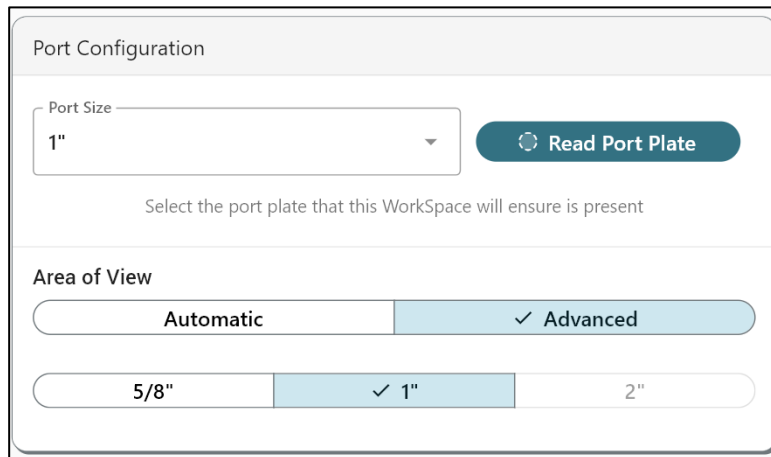 Port Configuration
Port Size
1"
Read Port Plate
Select the port plate that this WorkSpace will ensure is present
Area of View
Automatic
✓ Advanced
5/8"
✓ 1"
2"